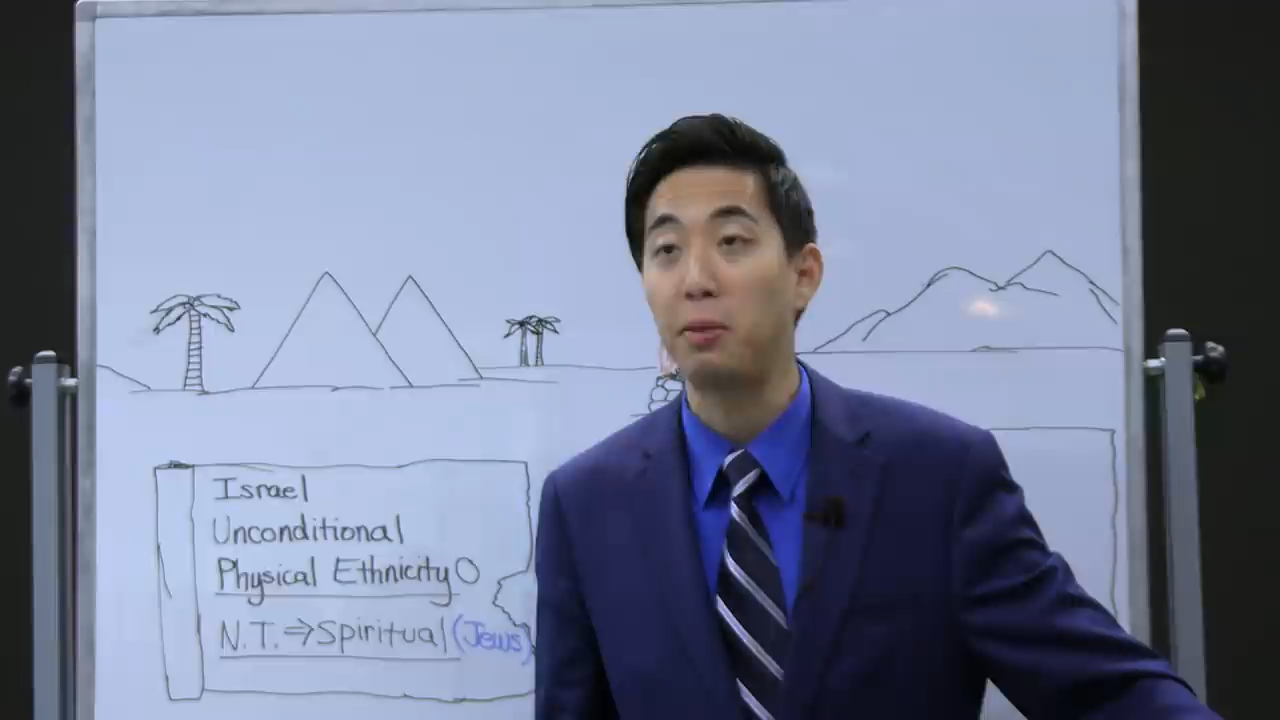 Israel
Unconditional
Physical Ethnicity O
N.T. ⇒ Spiritual (Jews)